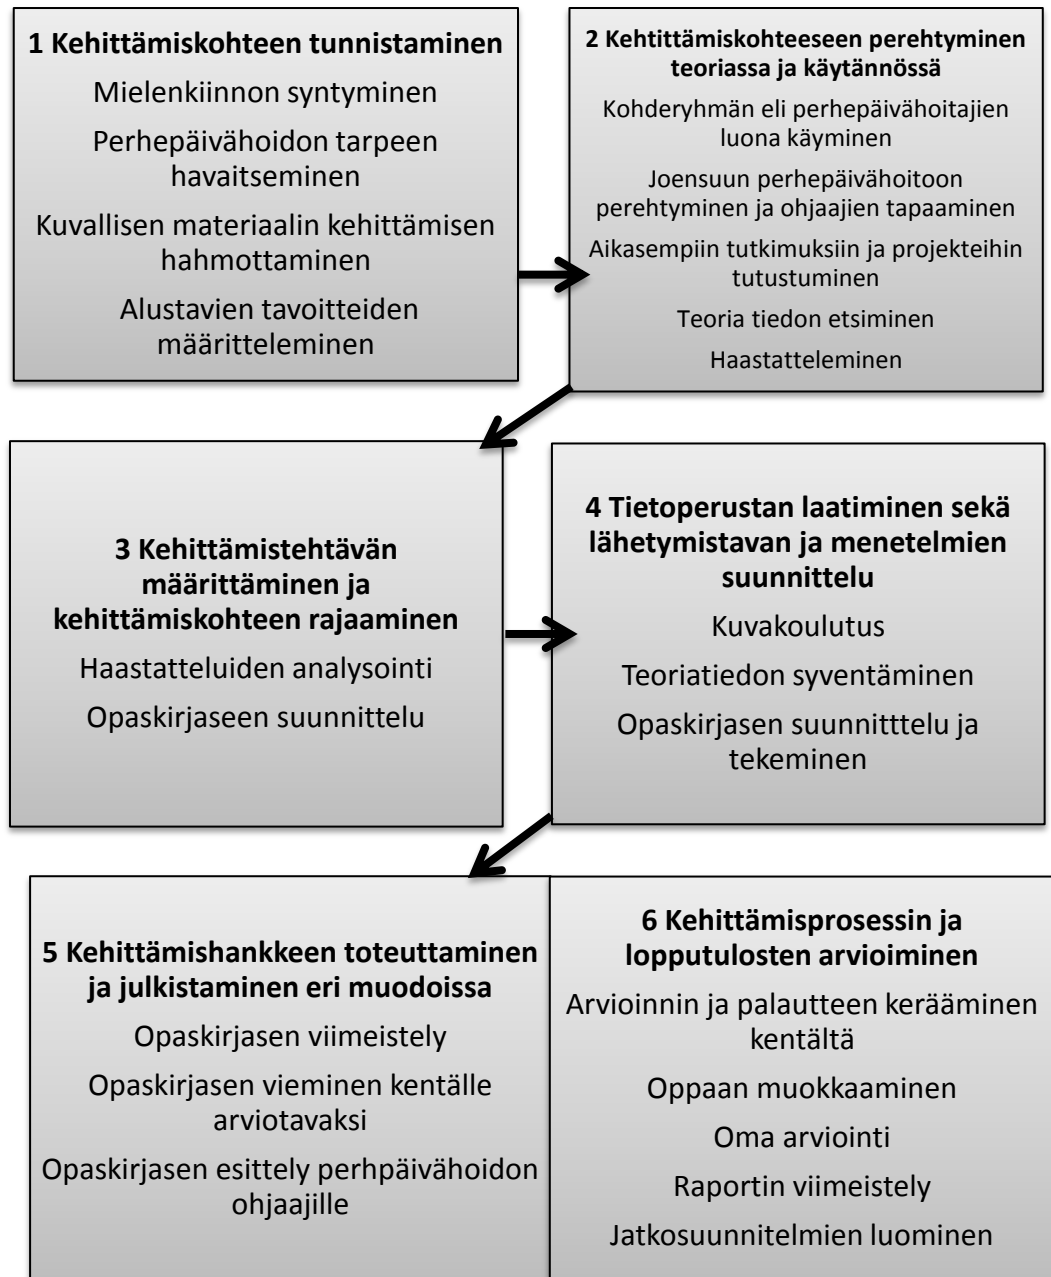 1 Kehittämiskohteen tunnistaminen
Mielenkiinnon syntyminen
Perhepäivähoidon tarpeen
havaitseminen
Kuvallisen materiaalin kehittämisen
hahmottaminen
Alustavien tavoitteiden
määritteleminen
2 Kehtittämiskohteeseen perehtyminen
teoriassa ja käytännössä
Kohderyhmän eli perhepäivähoitajien
luona käyminen
Joensuun perhepäivähoitoon
perehtyminen ja ohjaajien tapaaminen
Aikasempiin tutkimuksiin ja projekteihin
tutustuminen
Teoria tiedon etsiminen
Haastatteleminen
3 Kehittämistehtävän
määrittäminen ja
kehittämiskohteen rajaaminen
Haastatteluiden analysointi
Opaskirjaseen suunnittelu
4 Tietoperustan laatiminen sekä
lähetymistavan ja menetelmien
suunnittelu
Kuvakoulutus
Teoriatiedon syventäminen
Opaskirjasen suunnitttelu ja
tekeminen
5 Kehittämishankkeen toteuttaminen
ja julkistaminen eri muodoissa
Opaskirjasen viimeistely
Opaskirjasen vieminen kentälle
arviotavaksi
Opaskirjasen esittely perhpäivähoidon
ohjaajille
6 Kehittämisprosessin ja
lopputulosten arvioiminen
Arvioinnin ja palautteen kerääminen
kentältä
Oppaan muokkaaminen
Oma arviointi
Raportin viimeistely
Jatkosuunnitelmien luominen